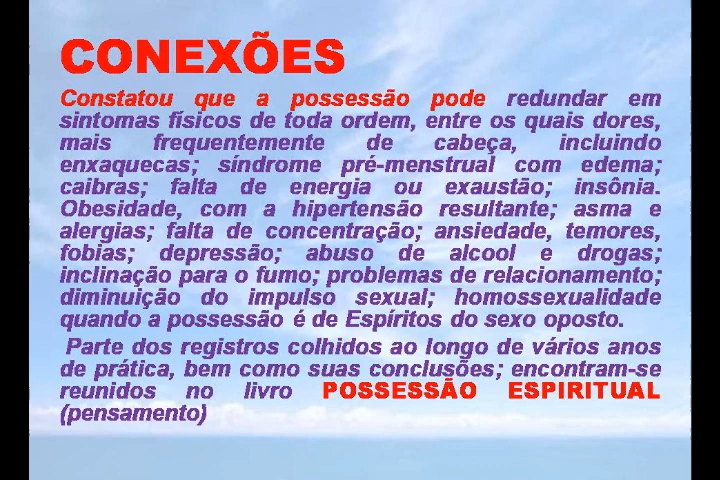 CONEXÕES
Constatou que a possessão pode redundar em
sintomas físicos de toda ordem, entre os quais dores,
mais frequentemente de cabeça, incluindo
enxaquecas; síndrome pré-menstrual com edema;
caibras; falta de energia ou exaustão; insônia.
Obesidade, com a hipertensão resultante; asma e
alergias; falta de concentração; ansiedade, temores,
fobias; depressão; abuso de alcool e drogas;
inclinação para o fumo; problemas de relacionamento;
diminuição do impulso sexual; homossexualidade
quando a possessão é de Espíritos do sexo oposto.
Parte dos registros colhidos ao longo de vários anos
de prática, bem como suas conclusões; encontram-se
reunidos no livro POSSESSÃO ESPIRITUAL
(pensamento)